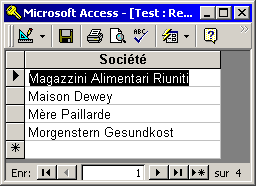 Microsoft Access - [Test : Re...
Société
Magazzini Alimentari Riuniti
Maison Dewey
Mère Paillarde
Morgenstern Gesundkost
Enr: 1 sur 4